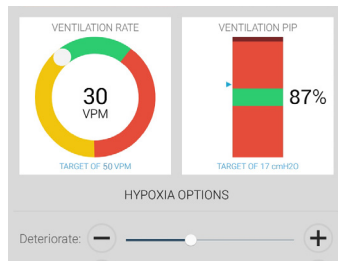 VENTILATION RATE
30
VPM
TARGET OF 50 VPM
VENTILATION PIP
87%
TARGET OF 17 cmH2O
HYPOXIA OPTIONS
Deteriorate: